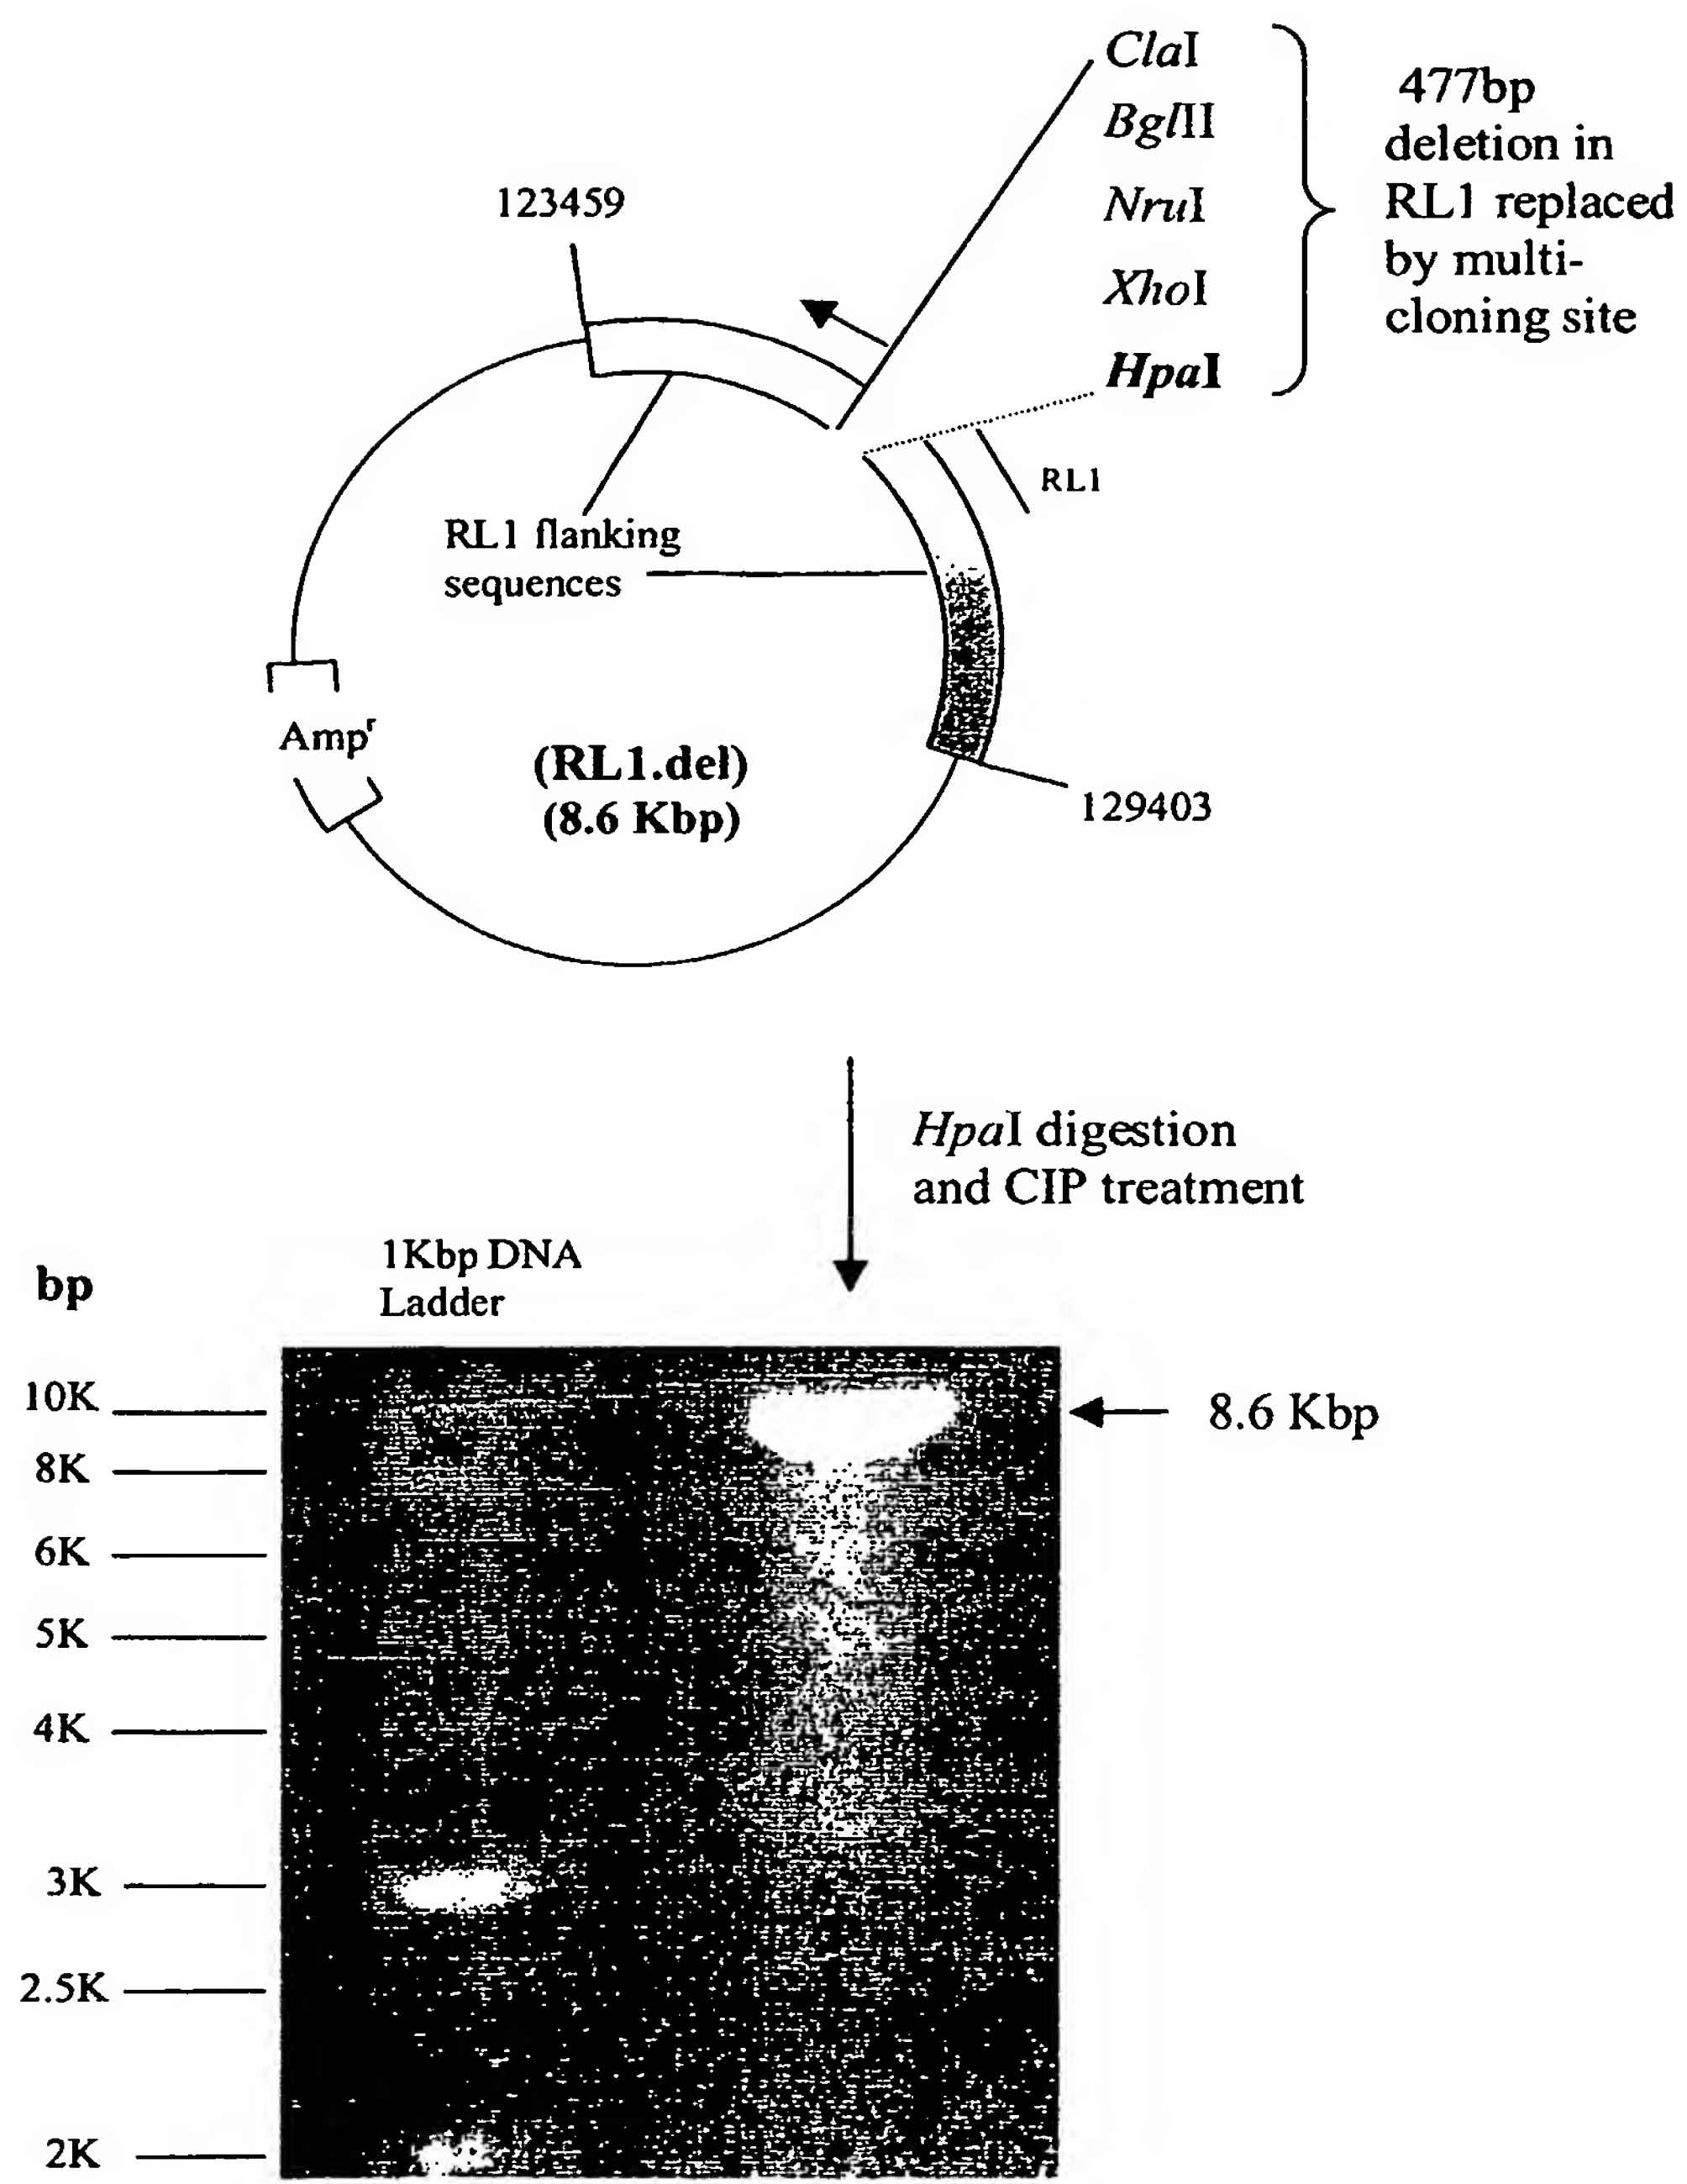 ClaI
BglII
NruI
XhoI
HpaI
477bp
deletion in
RL1 replaced
by multi-
cloning site
123459
RL1
RL1 flanking
sequences
Ampʳ
(RL1.del)
(8.6 Kbp)
129403
HpaI digestion
and CIP treatment
1Kbp DNA
Ladder
bp
10K
8K
6K
5K
4K
3K
2.5K
2K
8.6 Kbp